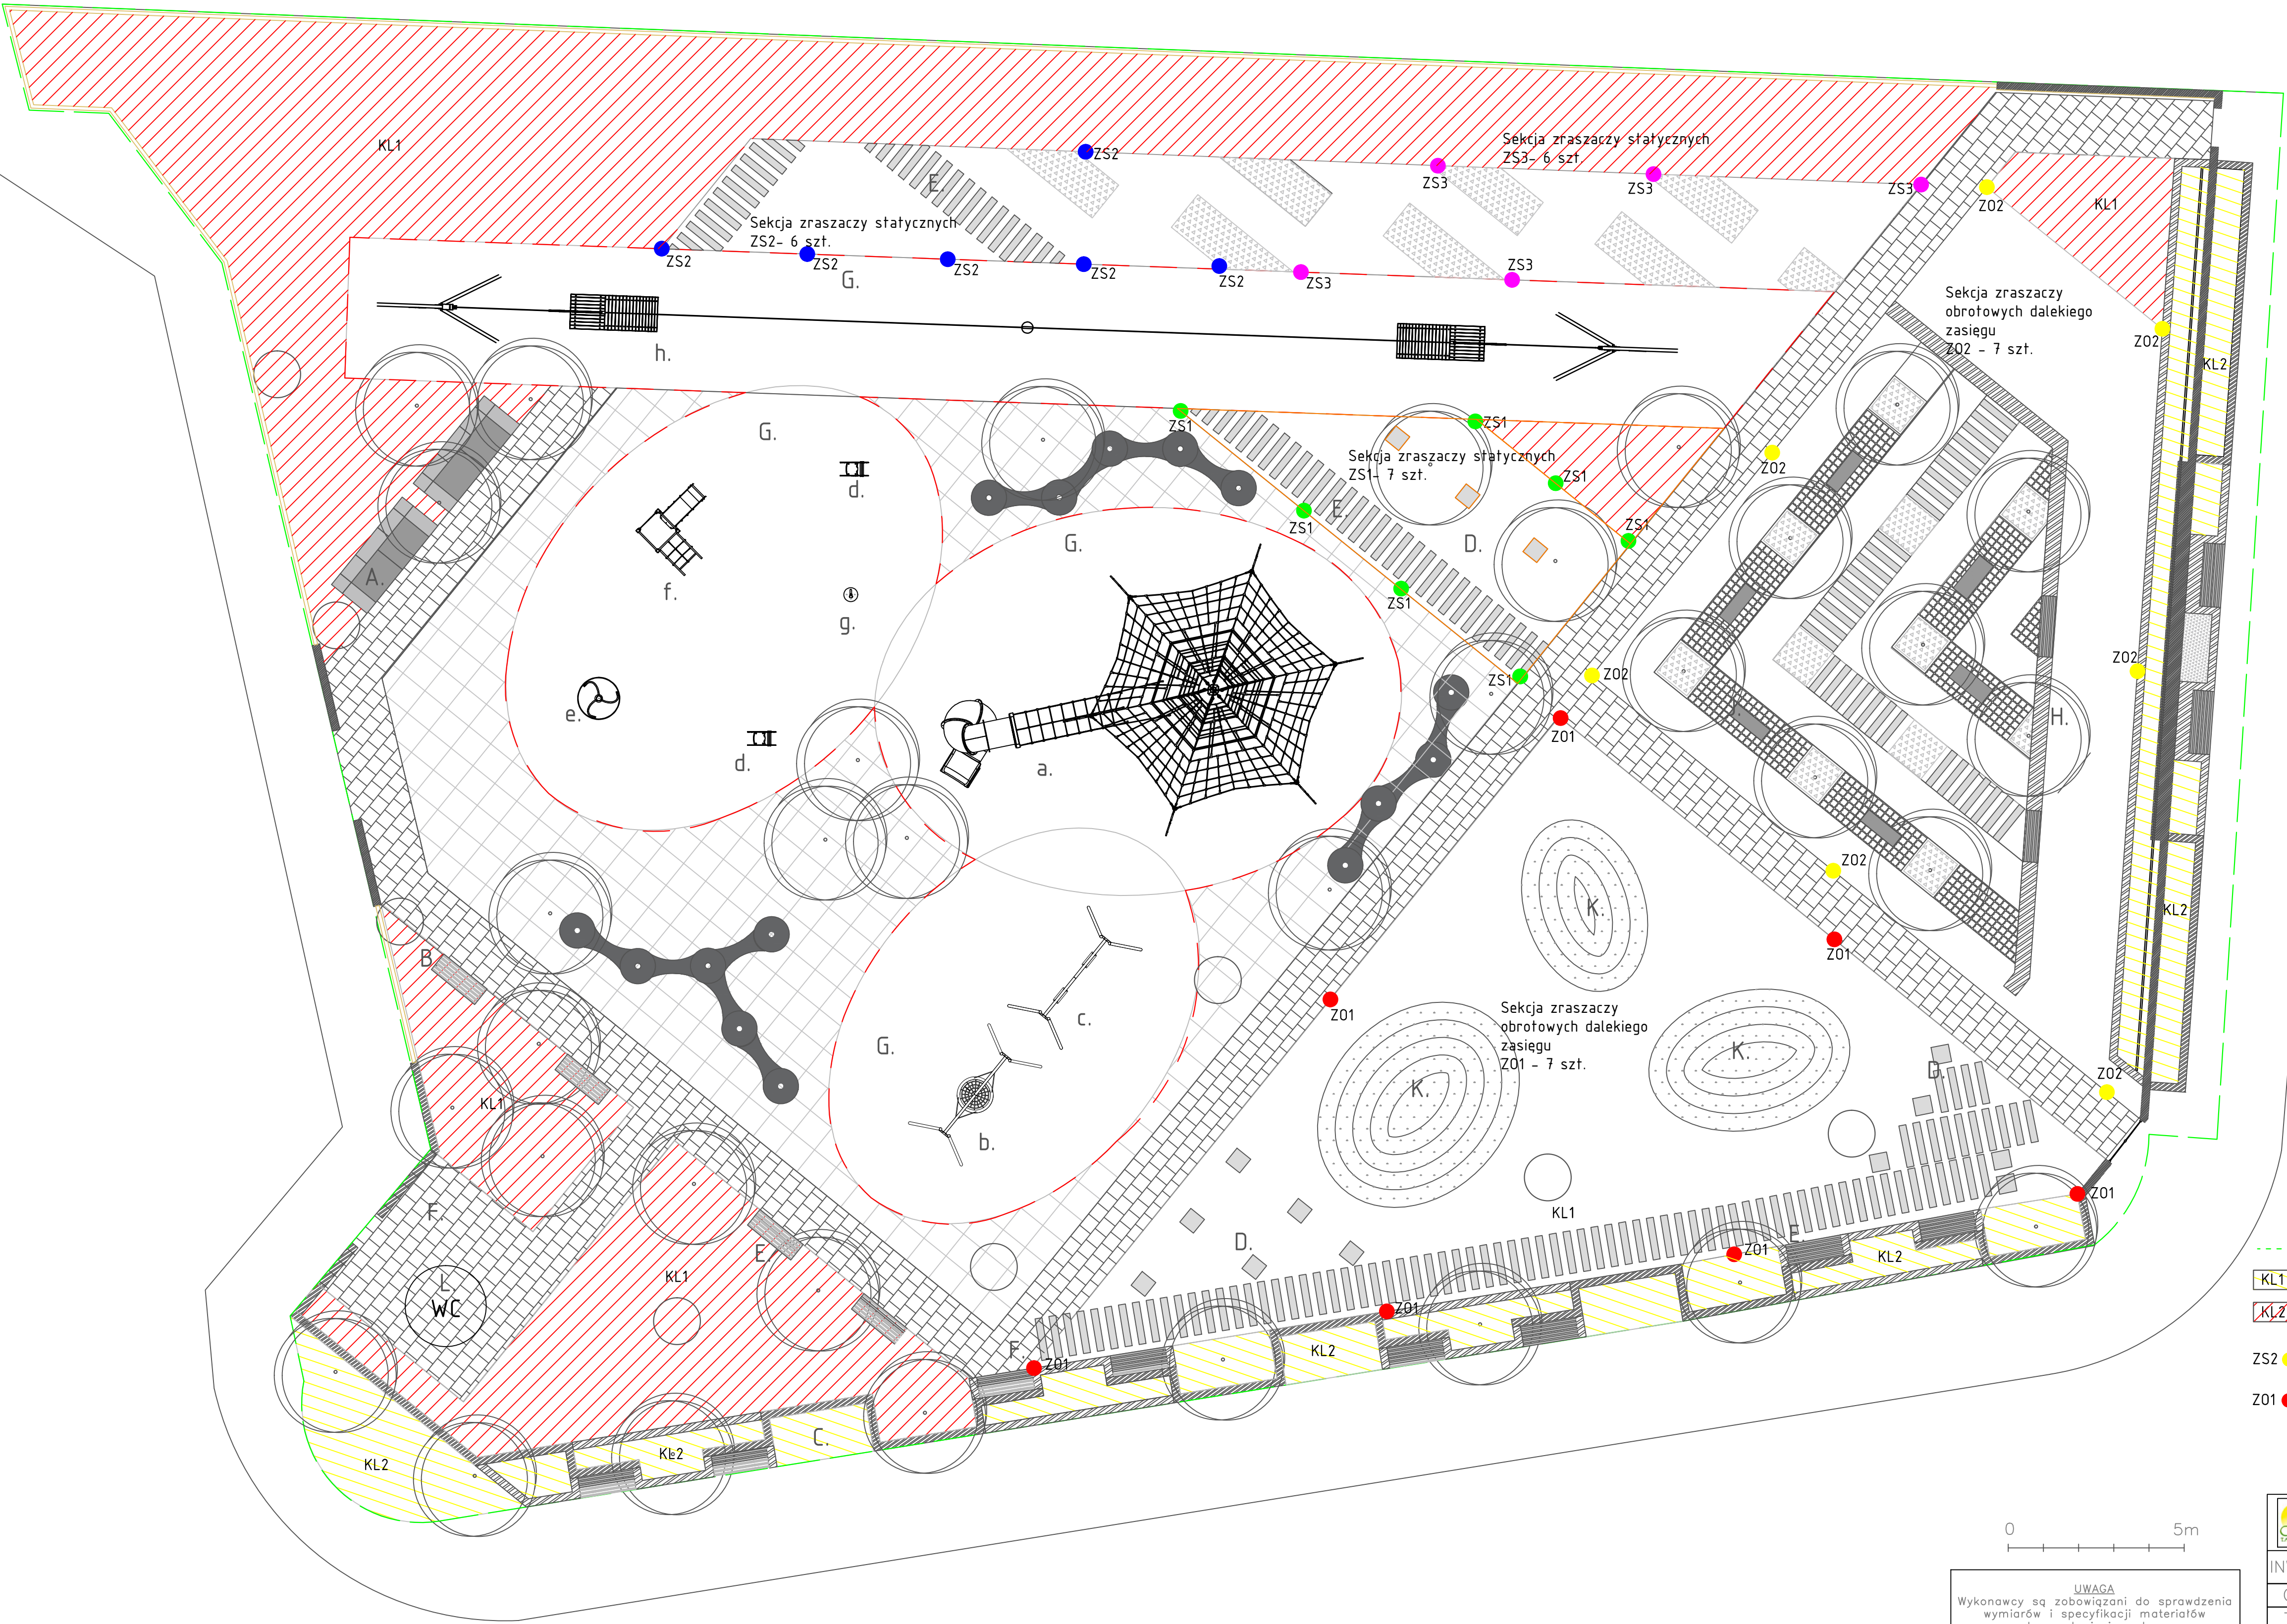 KL1
ZS2
Sekcja zraszaczy statycznych
ZS3- 6 szt.
ZS3
ZS3
ZS3
ZO2
KL1
E.
Sekcja zraszaczy statycznych
ZS2- 6 szt.
ZS2
ZS2
ZS2
ZS2
ZS2
ZS3
ZS3
G.
Sekcja zraszaczy
obrotowych dalekiego
zasięgu
ZO2 - 7 szt.
ZO2
KL2
h.
G.
ZS1
ZS1
ZO2
Sekcja zraszaczy statycznych
ZS1- 7 szt.
d.
ZS1
E.
ZS1
ZS1
G.
D.
A.
f.
g.
ZS1
ZS1
ZO2
ZO2
e.
ZO1
H.
d.
a.
ZO2
K.
KL2
B.
ZO1
Sekcja zraszaczy
obrotowych dalekiego
zasięgu
ZO1 - 7 szt.
ZO1
c.
G.
K.
K.
D.
ZO2
KL1
b.
ZO1
F.
KL1
D.
E.
E.
ZO1
KL2
KL1
L.
WC
KL1
ZO1
KL2
KL2
F.
ZO1
ZS2
ZO1
C.
KL2
KL2
0 5m
UWAGA
Wykonawcy są zobowiązani do sprawdzenia
wymiarów i specyfikacji materiałów